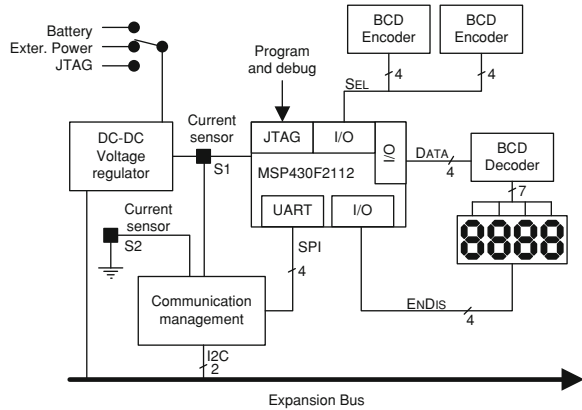 Battery
Exter. Power
JTAG
Program
and debug
BCD
Encoder
BCD
Encoder
4
4
SEL
Current
sensor
S1
DC-DC
Voltage
regulator
JTAG
I/O
I/O
MSP430F2112
UART
I/O
DATA
4
BCD
Decoder
7
8888
Current
sensor
S2
SPI
4
Communication
management
ENDIS
4
I2C
2
Expansion Bus